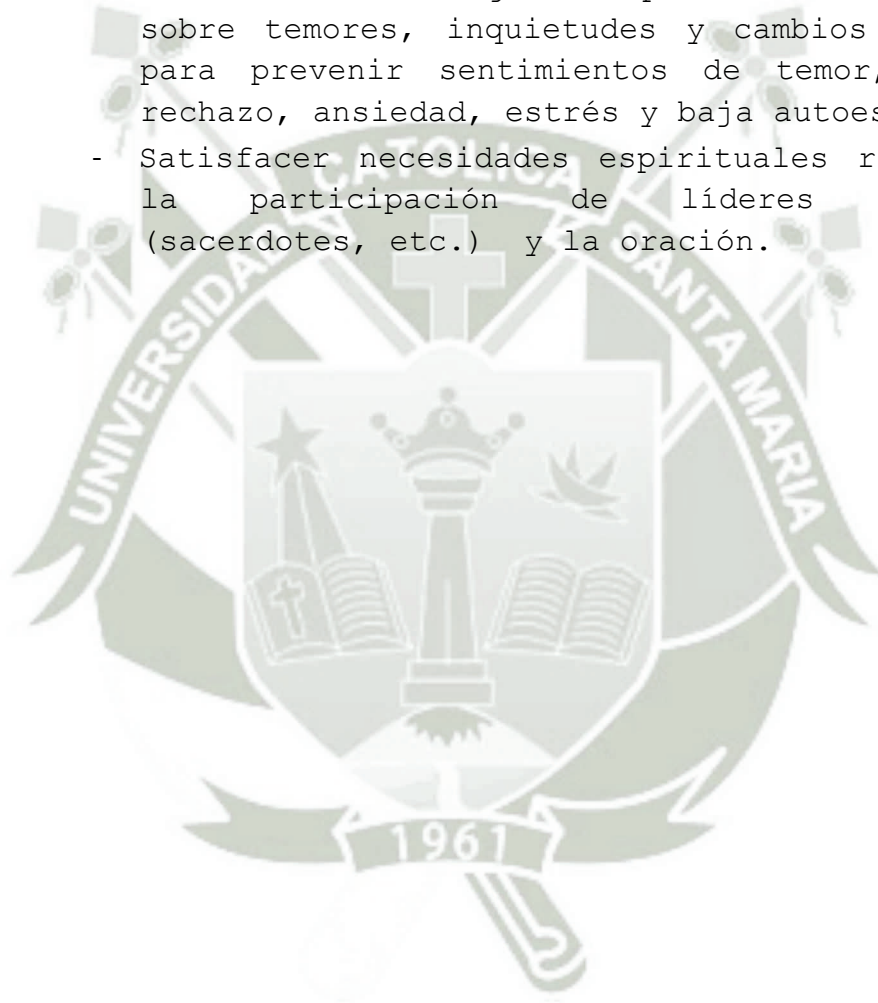 sobre temores, inquietudes y cambios
para prevenir sentimientos de temor,
rechazo, ansiedad, estrés y baja
- Satisfacer necesidades espirituales
la participación de líderes
(sacerdotes, etc.) y la oración.
UNIVERSIDAD CATOLICA SANTA MARIA
1961